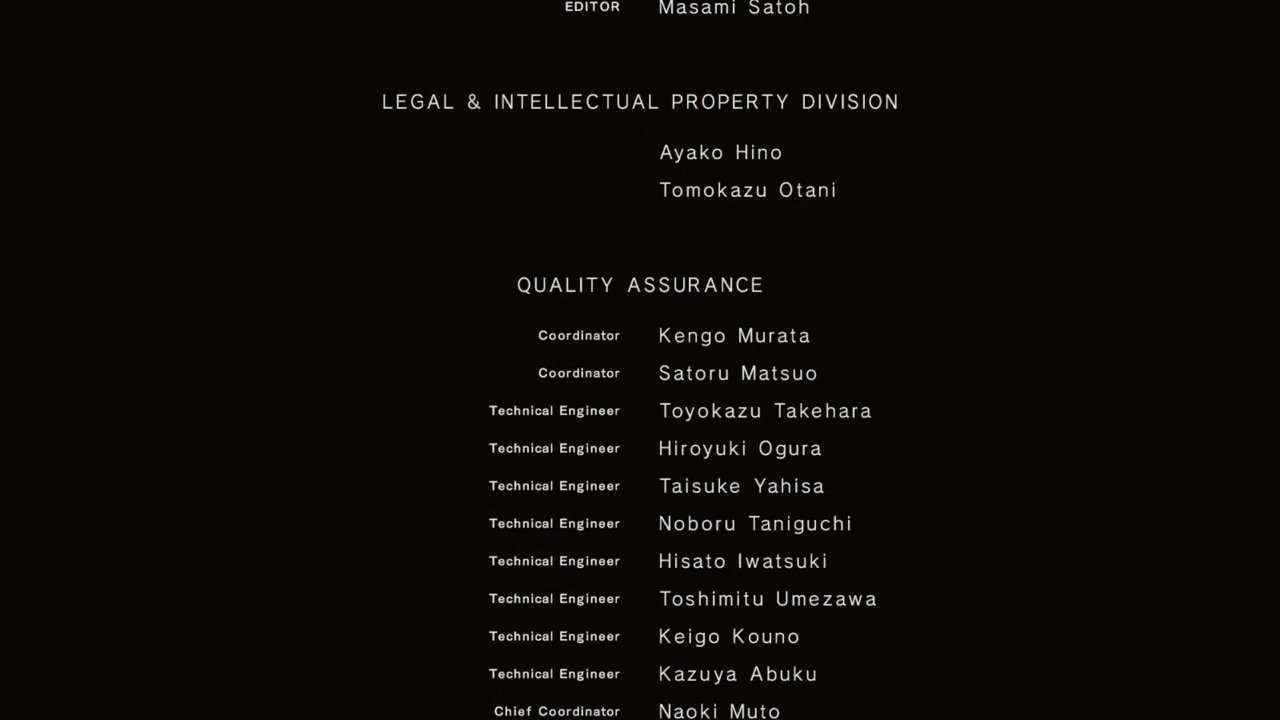 EDITOR Masami Satoh
LEGAL & INTELLECTUAL PROPERTY DIVISION
Ayako Hino
Tomokazu Otani
QUALITY ASSURANCE
Coordinator Kengo Murata
Coordinator Satoru Matsuo
Technical Engineer Toyokazu Takehara
Technical Engineer Hiroyuki Ogura
Technical Engineer Taisuke Yahisa
Technical Engineer Noboru Taniguchi
Technical Engineer Hisato Iwatsuki
Technical Engineer Toshimitu Umezawa
Technical Engineer Keigo Kouno
Technical Engineer Kazuya Abuku
Chief Coordinator Naoki Muto